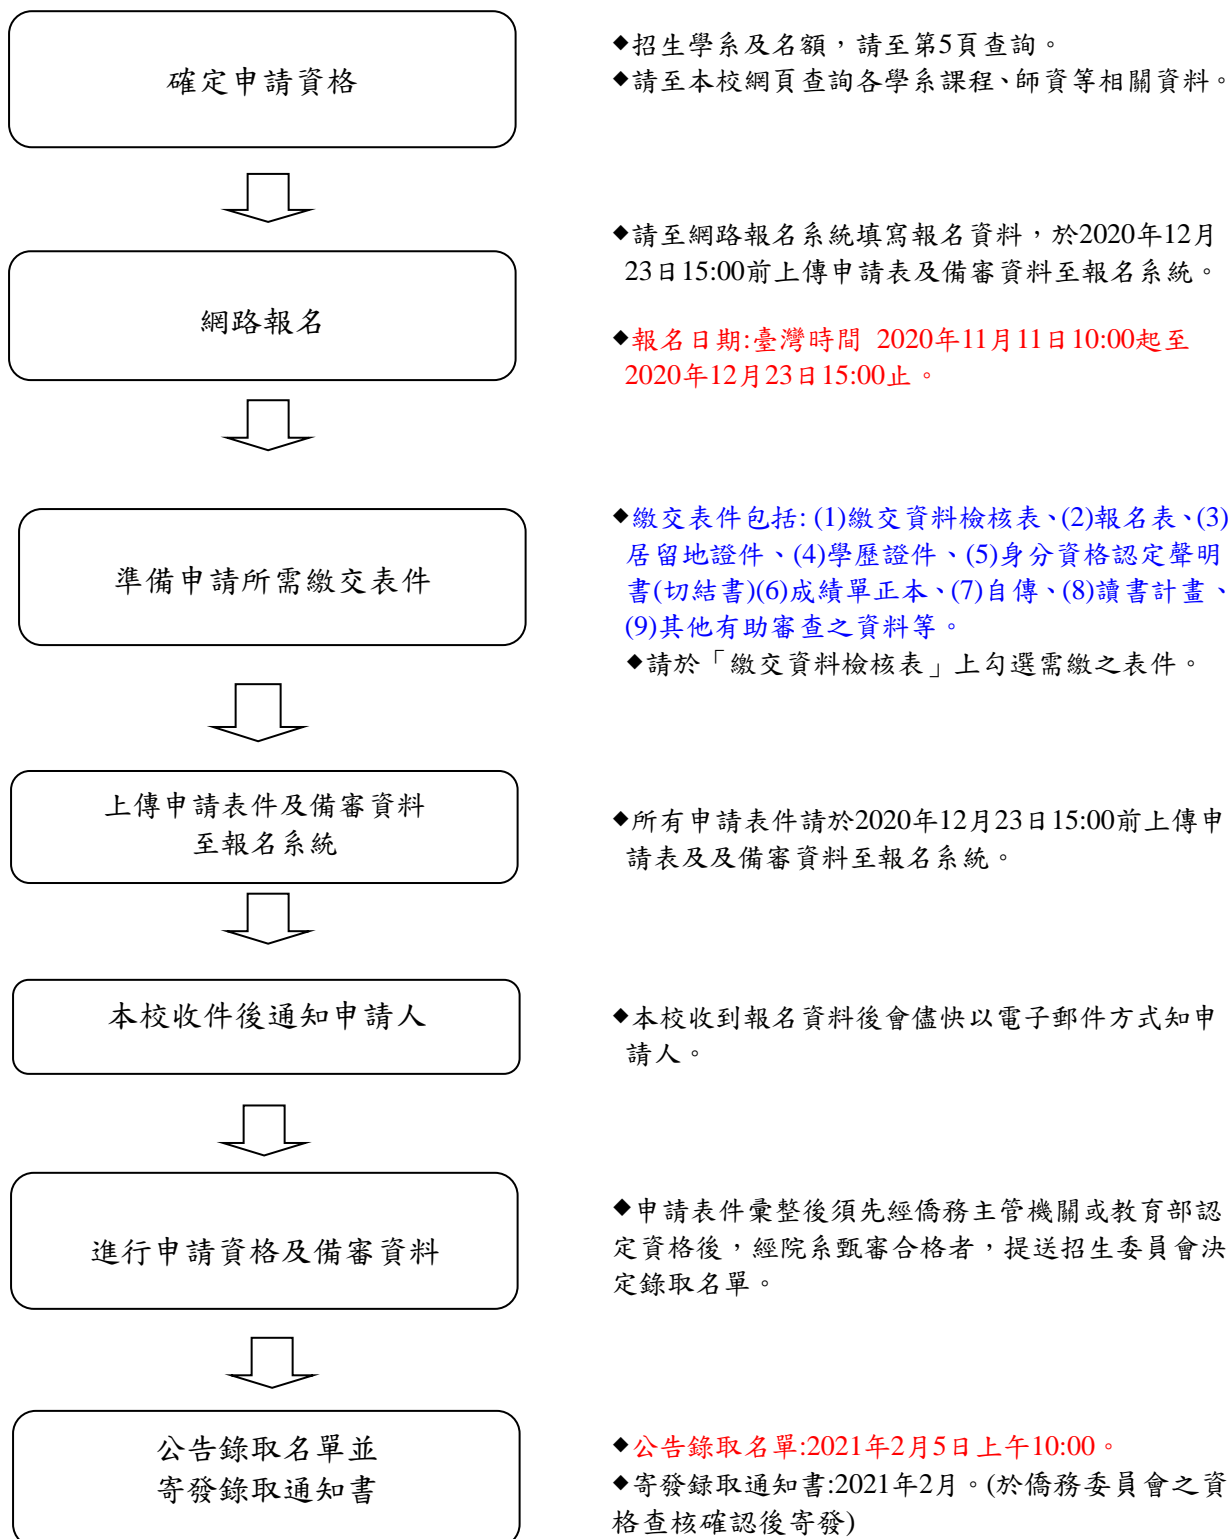 確定申請資格
◆招生學系及名額，請至第5頁查詢。
◆請至本校網頁查詢各學系課程、師資等相關資料。
網路報名
◆請至網路報名系統填寫報名資料，於2020年12月
23日15:00前上傳申請表及備審資料至報名系統。
◆報名日期:臺灣時間 2020年11月11日10:00起至
2020年12月23日15:00止。
準備申請所需繳交表件
◆繳交表件包括: (1)繳交資料檢核表、(2)報名表、(3)
居留地證件、(4)學歷證件、(5)身分資格認定聲明
書(切結書)(6)成績單正本、(7)自傳、(8)讀書計畫、
(9)其他有助審查之資料等。
◆請於「繳交資料檢核表」上勾選需繳之表件。
上傳申請表件及備審資料
至報名系統
◆所有申請表件請於2020年12月23日15:00前上傳申
請表及及備審資料至報名系統。
本校收件後通知申請人
◆本校收到報名資料後會儘快以電子郵件方式知申
請人。
進行申請資格及備審資料
◆申請表件彙整後須先經僑務主管機關或教育部認
定資格後，經院系甄審合格者，提送招生委員會決
定錄取名單。
公告錄取名單並
寄發錄取通知書
◆公告錄取名單:2021年2月5日上午10:00。
◆寄發録取通知書:2021年2月。(於僑務委員會之資
格查核確認後寄發)